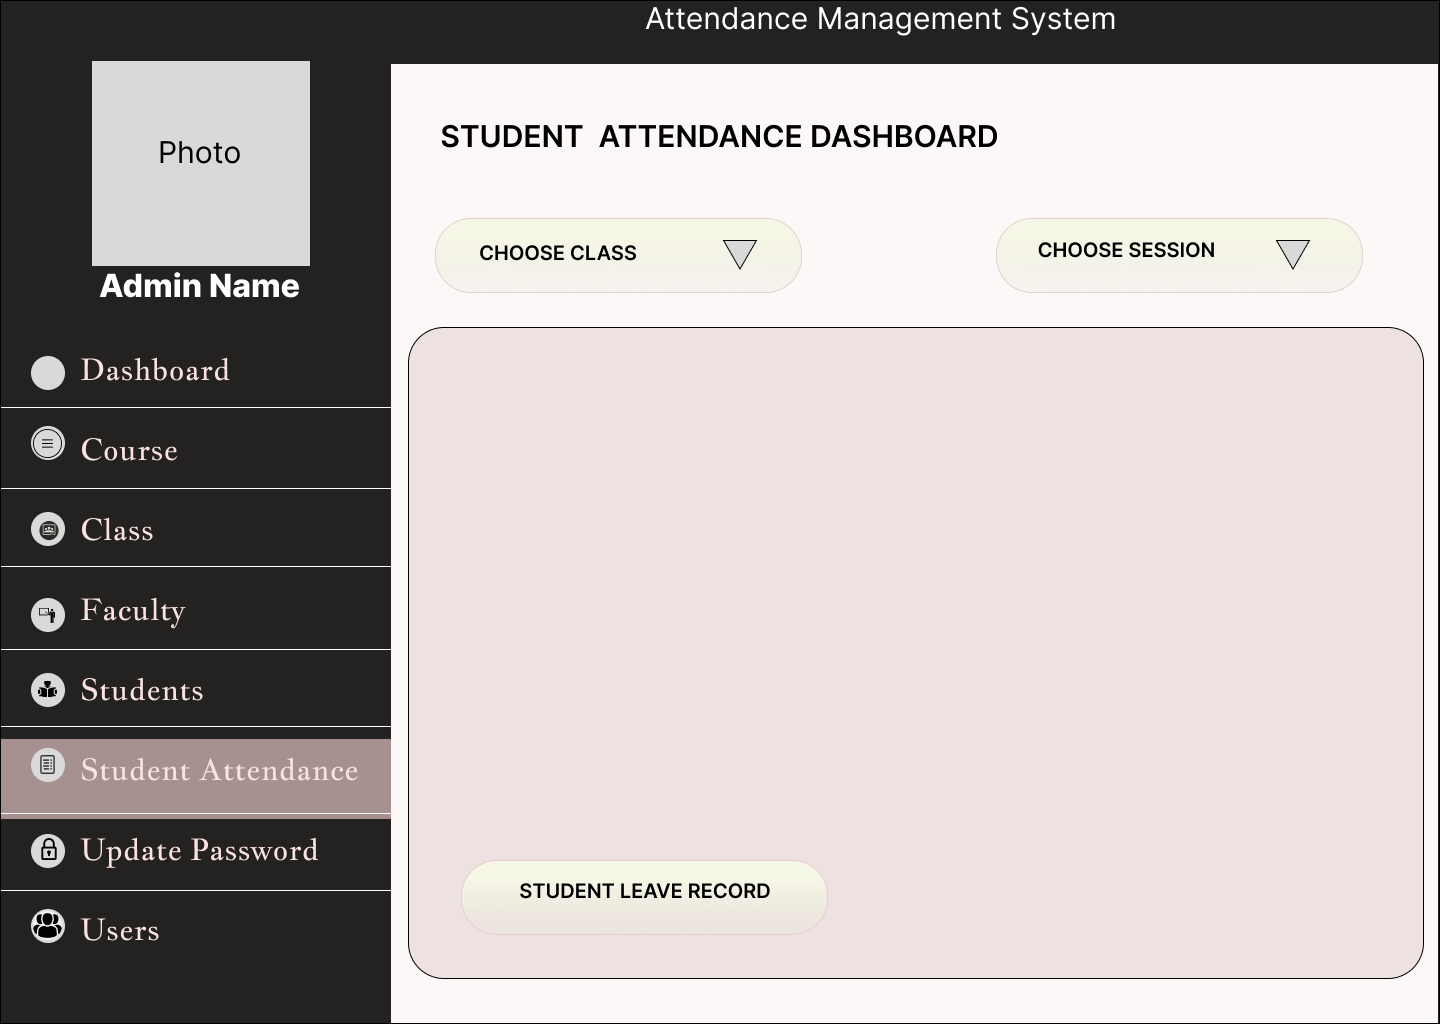 Attendance Management System
Photo
Admin Name
Dashboard
Course
Class
Faculty
Students
Student Attendance
Update Password
Users
STUDENT  ATTENDANCE DASHBOARD
CHOOSE CLASS
CHOOSE SESSION
STUDENT LEAVE RECORD